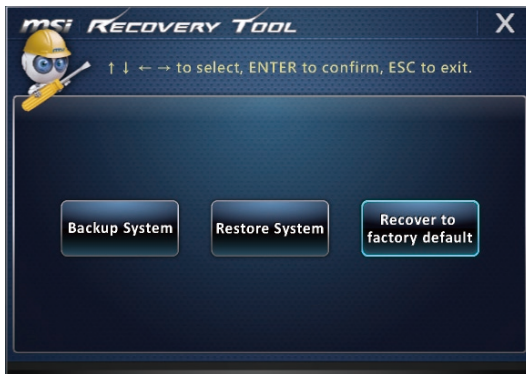 msi Recovery Tool X
↑ ↓ ← → to select, ENTER to confirm, ESC to exit.
Backup System
Restore System
Recover to
factory default